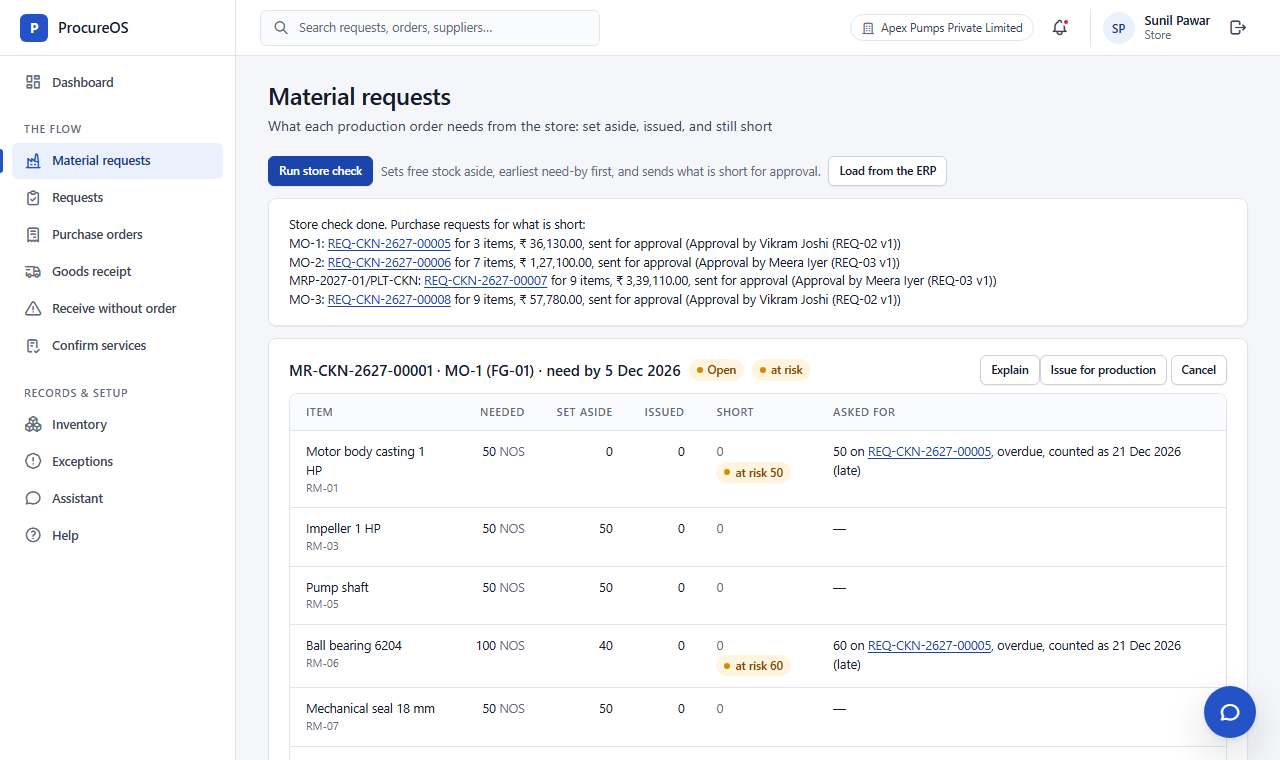 P ProcureOS
Search requests, orders, suppliers...
Apex Pumps Private Limited
SP
Sunil Pawar
Store
Dashboard
THE FLOW
Material requests
Requests
Purchase orders
Goods receipt
Receive without order
Confirm services
RECORDS & SETUP
Inventory
Exceptions
Assistant
Help
Material requests
What each production order needs from the store: set aside, issued, and still short
Run store check Sets free stock aside, earliest need-by first, and sends what is short for approval. Load from the ERP
Store check done. Purchase requests for what is short:
MO-1: REQ-CKN-2627-00005 for 3 items, ₹ 36,130.00, sent for approval (Approval by Vikram Joshi (REQ-02 v1))
MO-2: REQ-CKN-2627-00006 for 7 items, ₹ 1,27,100.00, sent for approval (Approval by Meera Iyer (REQ-03 v1))
MRP-2027-01/PLT-CKN: REQ-CKN-2627-00007 for 9 items, ₹ 3,39,110.00, sent for approval (Approval by Meera Iyer (REQ-03 v1))
MO-3: REQ-CKN-2627-00008 for 9 items, ₹ 57,780.00, sent for approval (Approval by Vikram Joshi (REQ-02 v1))
MR-CKN-2627-00001 · MO-1 (FG-01) · need by 5 Dec 2026 Open at risk Explain Issue for production Cancel
ITEM NEEDED SET ASIDE ISSUED SHORT ASKED FOR
Motor body casting 1 50 NOS 0 0 0 50 on REQ-CKN-2627-00005, overdue, counted as 21 Dec 2026
HP at risk 50 (late)
RM-01
Impeller 1 HP 50 NOS 50 0 0 —
RM-03
Pump shaft 50 NOS 50 0 0 —
RM-05
Ball bearing 6204 100 NOS 40 0 0 60 on REQ-CKN-2627-00005, overdue, counted as 21 Dec 2026
RM-06 at risk 60 (late)
Mechanical seal 18 mm 50 NOS 50 0 0 —
RM-07